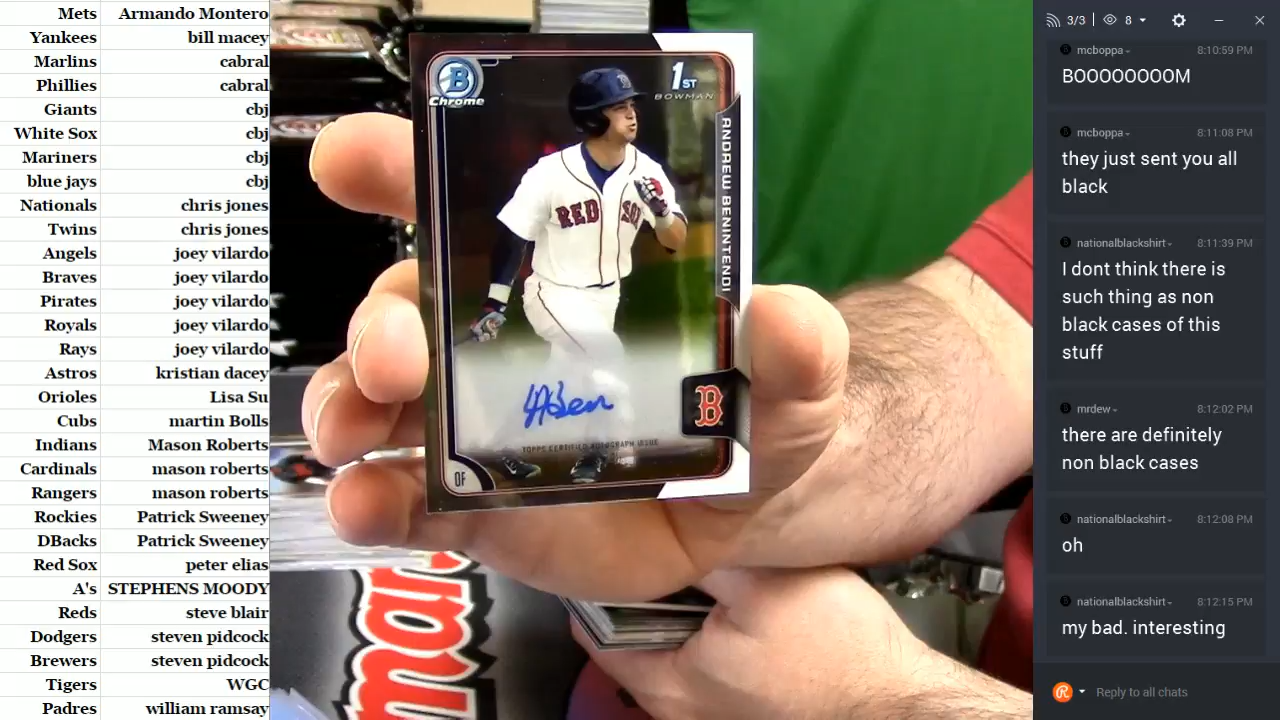 Mets Armando Montero
Yankees bill macey
Marlins cabral
Phillies cabral
Giants cbj
White Sox cbj
Mariners cbj
blue jays cbj
Nationals chris jones
Twins chris jones
Angels joey vilardo
Braves joey vilardo
Pirates joey vilardo
Royals joey vilardo
Rays joey vilardo
Astros kristian dacey
Orioles Lisa Su
Cubs martin Bolls
Indians Mason Roberts
Cardinals mason roberts
Rangers mason roberts
Rockies Patrick Sweeney
DBacks Patrick Sweeney
Red Sox peter elias
A's STEPHENS MOODY
Reds steve blair
Dodgers steven pidcock
Brewers steven pidcock
Tigers WGC
Padres william ramsay
B
Chrome
1ST
BOWMAN
ANDREW BENINTENDI
RED SOX
B
TOPPS CERTIFIED AUTOGRAPH ISSUE
OF
3/3 8
mcboppa 8:10:59 PM
BOOOOOOOOM
mcboppa 8:11:08 PM
they just sent you all
black
nationalblackshirt 8:11:39 PM
I dont think there is
such thing as non
black cases of this
stuff
mrdew 8:12:02 PM
there are definitely
non black cases
nationalblackshirt 8:12:08 PM
oh
nationalblackshirt 8:12:15 PM
my bad. interesting
Reply to all chats